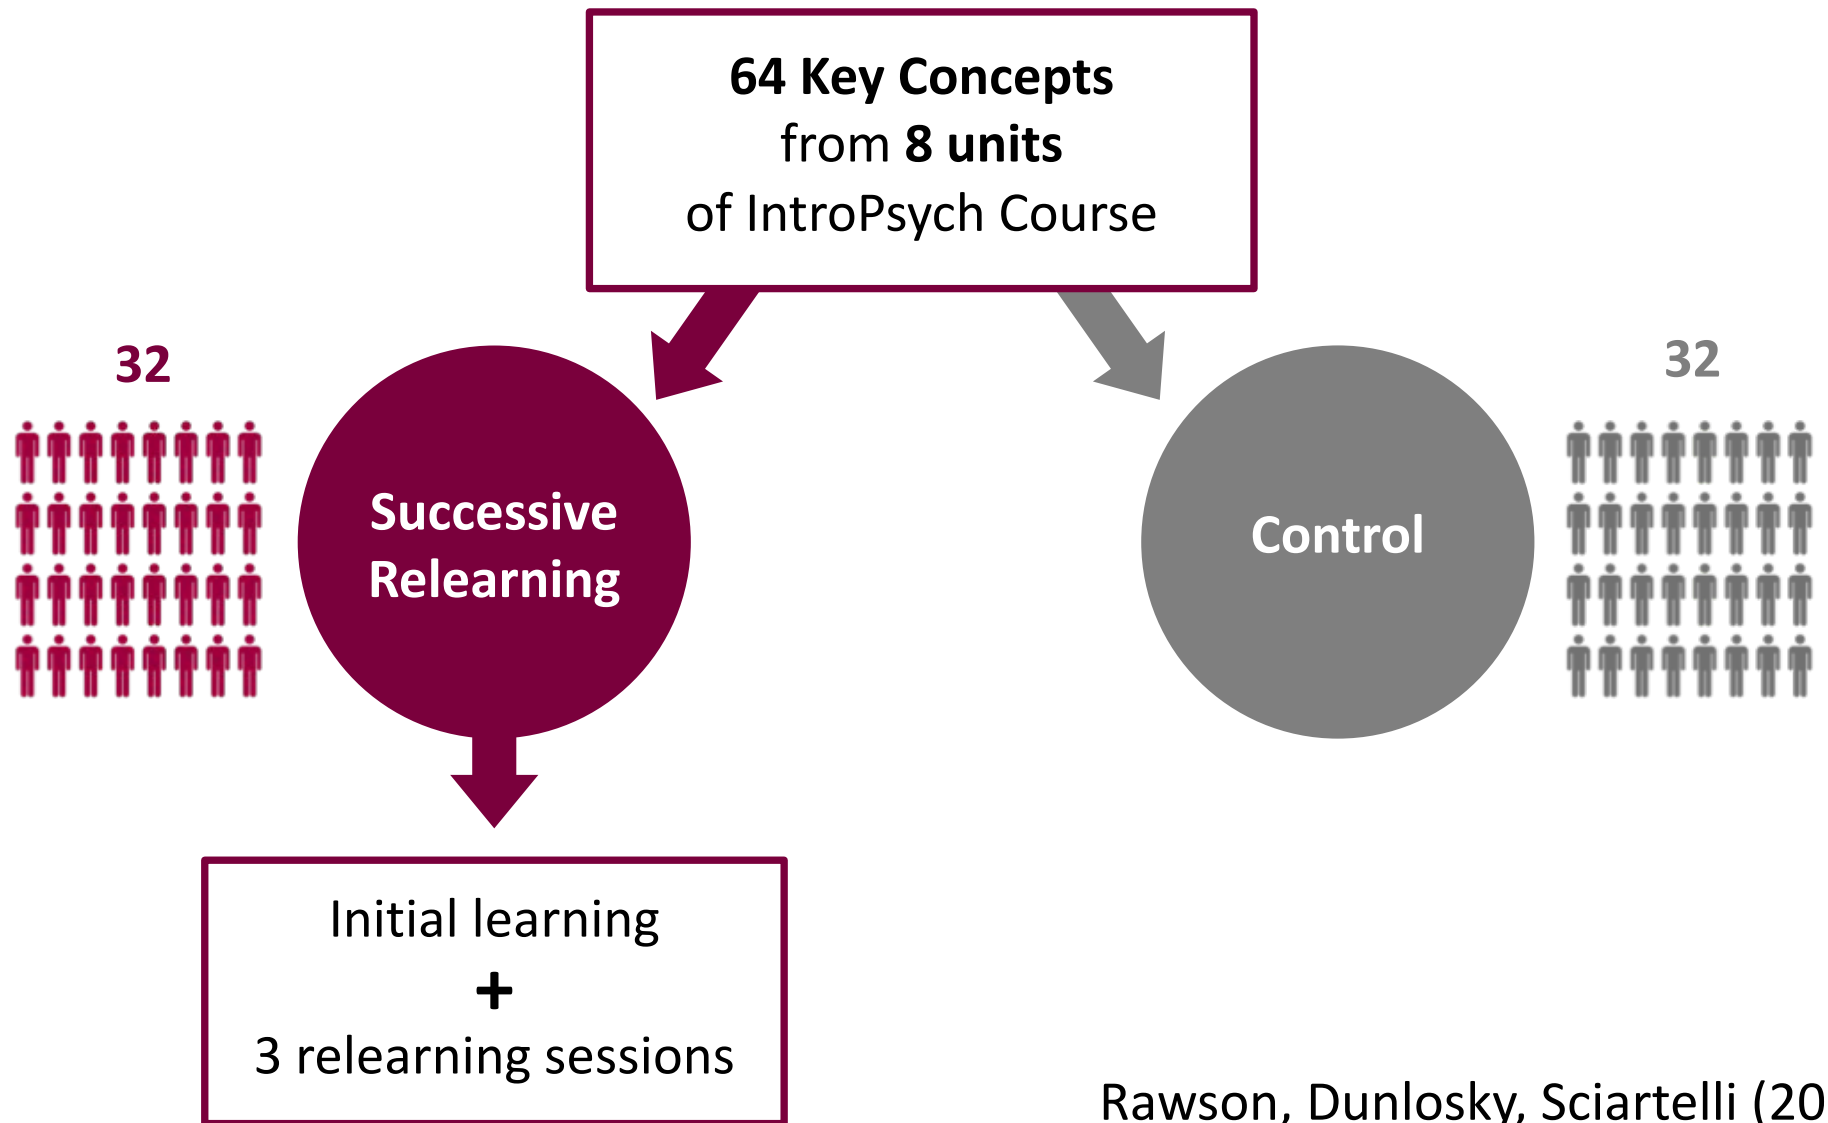 64 Key Concepts
from 8 units
of IntroPsych Course
32
32
Successive
Relearning
Control
Initial learning
+
3 relearning sessions
Rawson, Dunlosky, Sciartelli (20